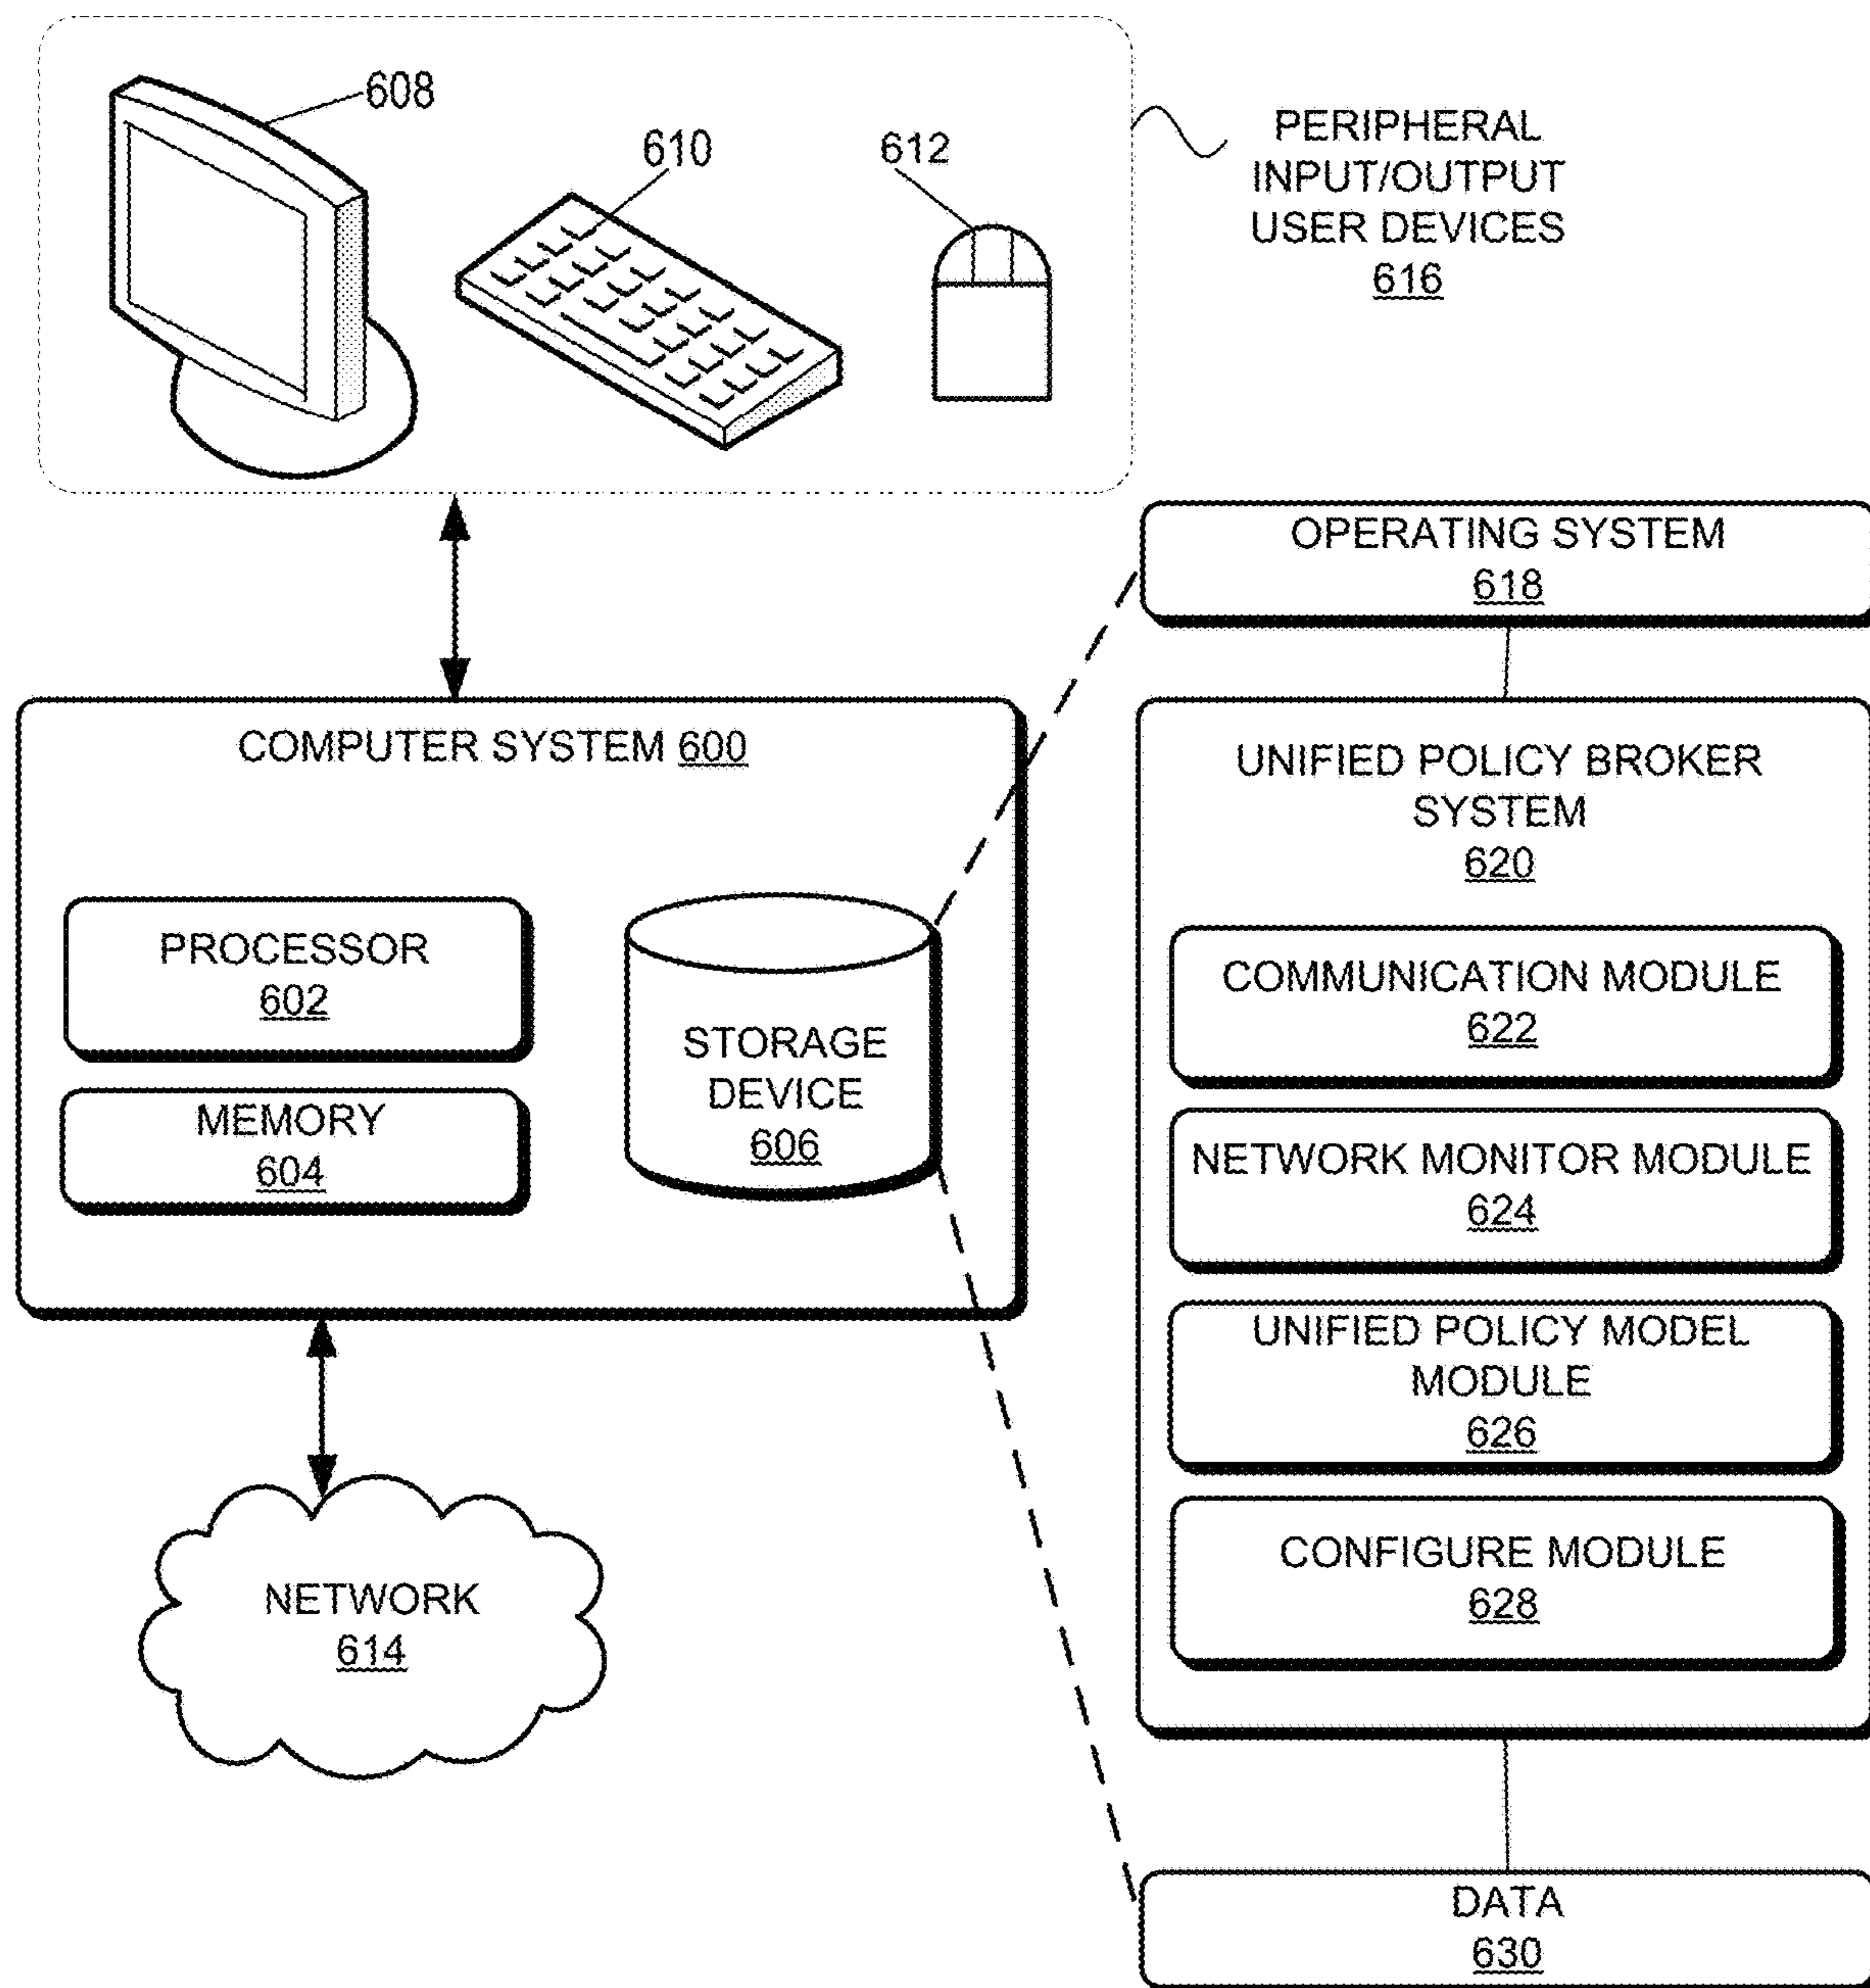 608
610
612
PERIPHERAL
INPUT/OUTPUT
USER DEVICES
616
OPERATING SYSTEM
618
COMPUTER SYSTEM 600
PROCESSOR
602
MEMORY
604
STORAGE
DEVICE
606
UNIFIED POLICY BROKER
SYSTEM
620
COMMUNICATION MODULE
622
NETWORK MONITOR MODULE
624
UNIFIED POLICY MODEL
MODULE
626
CONFIGURE MODULE
628
NETWORK
614
DATA
630